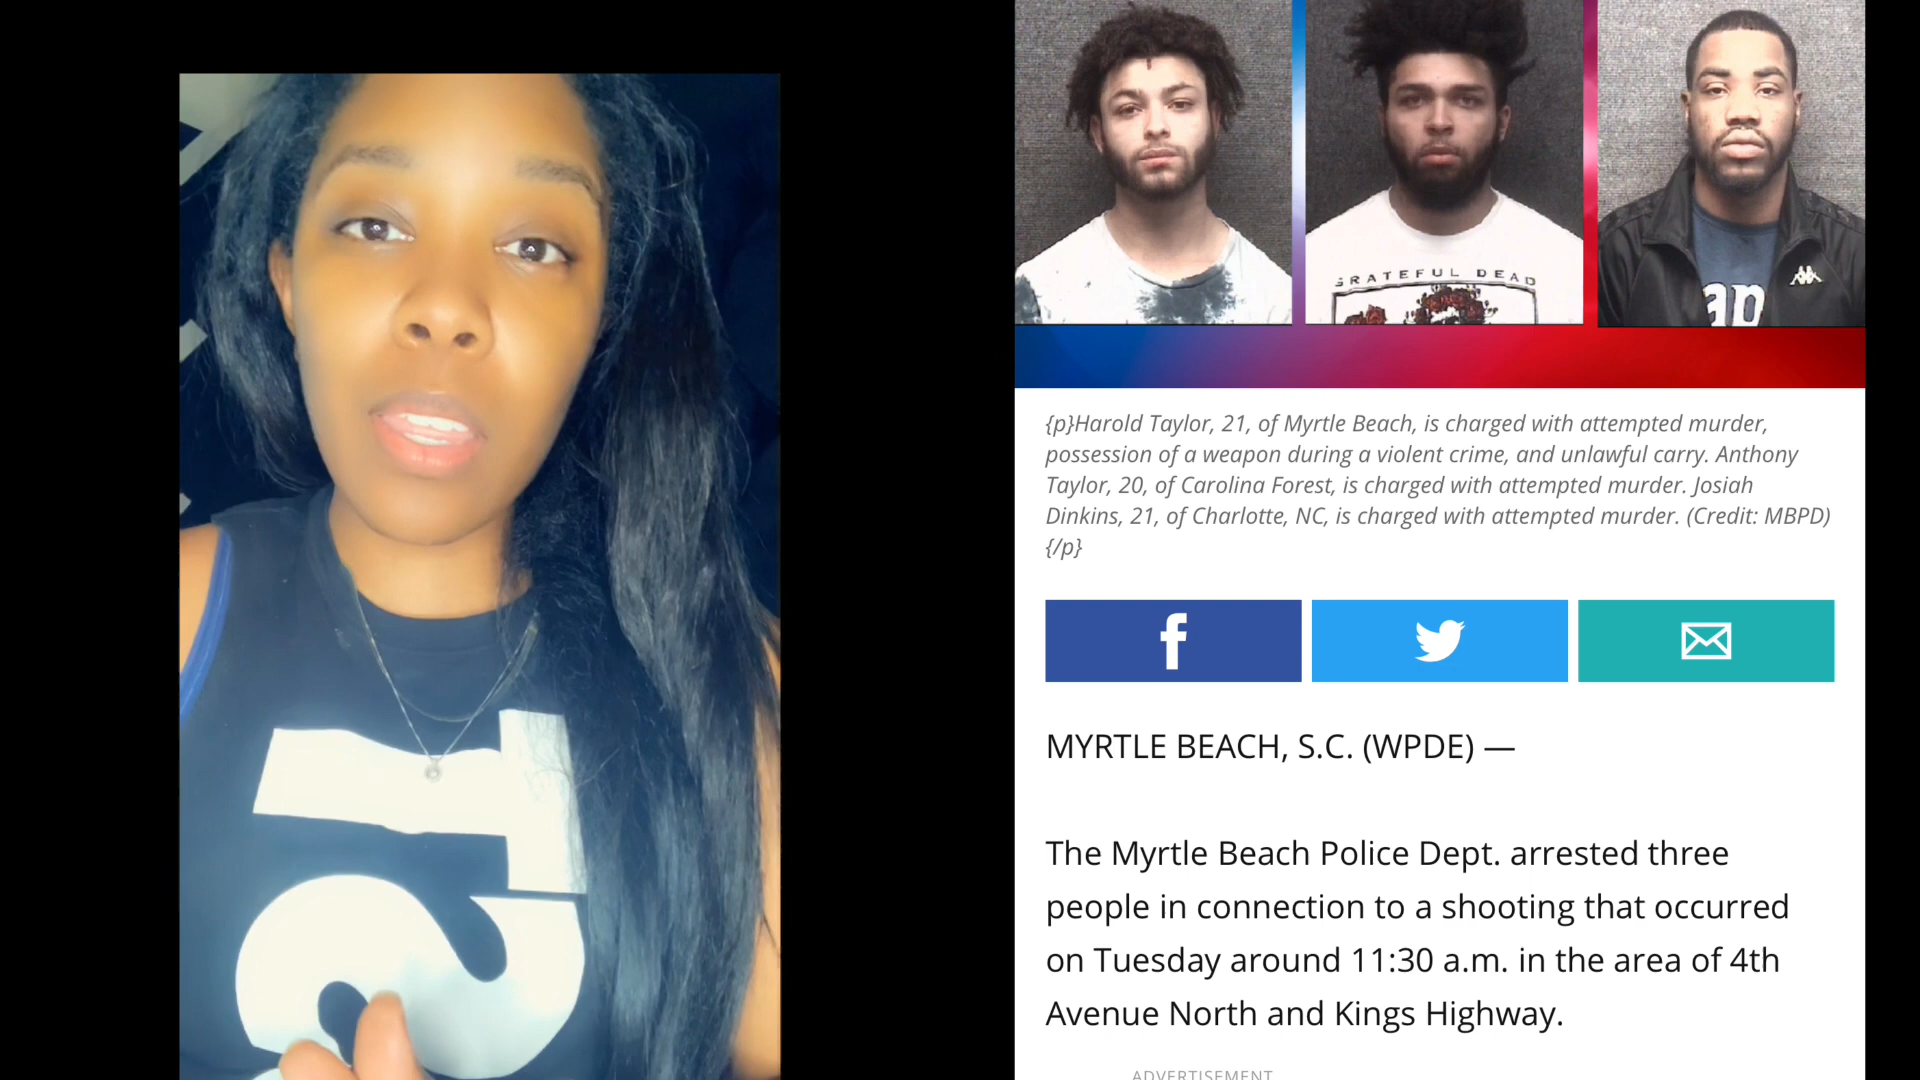 GRATEFUL DEAD
{p}Harold Taylor, 21, of Myrtle Beach, is charged with attempted murder,
possession of a weapon during a violent crime, and unlawful carry. Anthony
Taylor, 20, of Carolina Forest, is charged with attempted murder. Josiah
Dinkins, 21, of Charlotte, NC, is charged with attempted murder. (Credit: MBPD)
{/p}
MYRTLE BEACH, S.C. (WPDE) —
The Myrtle Beach Police Dept. arrested three
people in connection to a shooting that occurred
on Tuesday around 11:30 a.m. in the area of 4th
Avenue North and Kings Highway.
ADVERTISEMENT